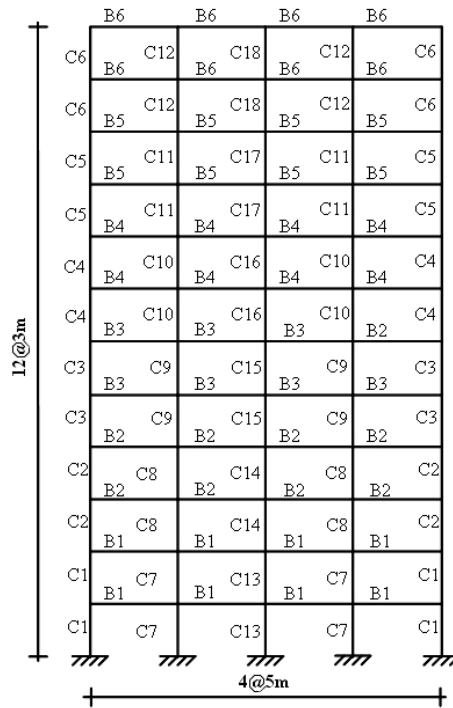 B6 B6 B6 B6
C6 C12 C18 C12 C6
B6 B6 B6 B6
C6 C12 C18 C12 C6
B5 B5 B5 B5
C5 C11 C17 C11 C5
B5 B5 B5 B5
C5 C11 C17 C11 C5
B4 B4 B4 B4
C4 C10 C16 C10 C4
B4 B4 B4 B4
C4 C10 C16 C10 C4
B3 B3 B3 B2
12@3m
C3 C9 C15 C9 C3
B3 B3 B3 B3
C3 C9 C15 C9 C3
B2 B2 B2 B2
C2 C8 C14 C8 C2
B2 B2 B2 B2
C2 C8 C14 C8 C2
B1 B1 B1 B1
C1 C7 C13 C7 C1
B1 B1 B1 B1
C1 C7 C13 C7 C1
4@5m